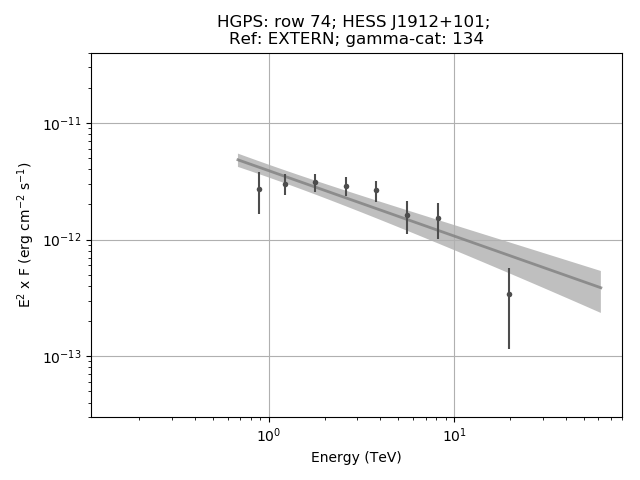 HGPS: row 74; HESS J1912+101;
Ref: EXTERN; gamma-cat: 134
E² x F (erg cm⁻² s⁻¹)
10⁻¹¹
10⁻¹²
10⁻¹³
10⁰ 10¹
Energy (TeV)